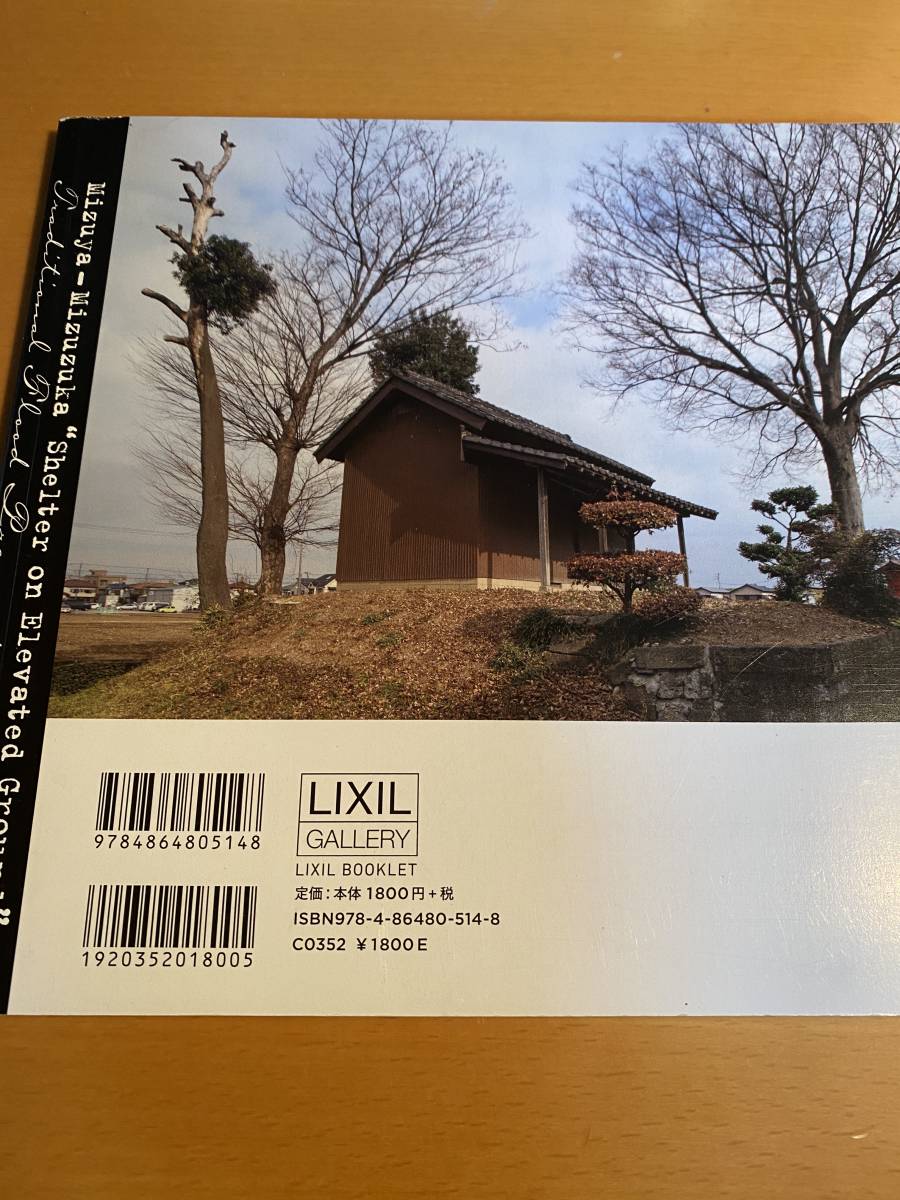 Mizuya-Mizuzuka "Shelter on Elevated Ground"
Traditional Flood
9784864805148
1920352018005
LIXIL
GALLERY
LIXIL BOOKLET
定価：本体1800円+税
ISBN978-4-86480-514-8
C0352 ¥1800E